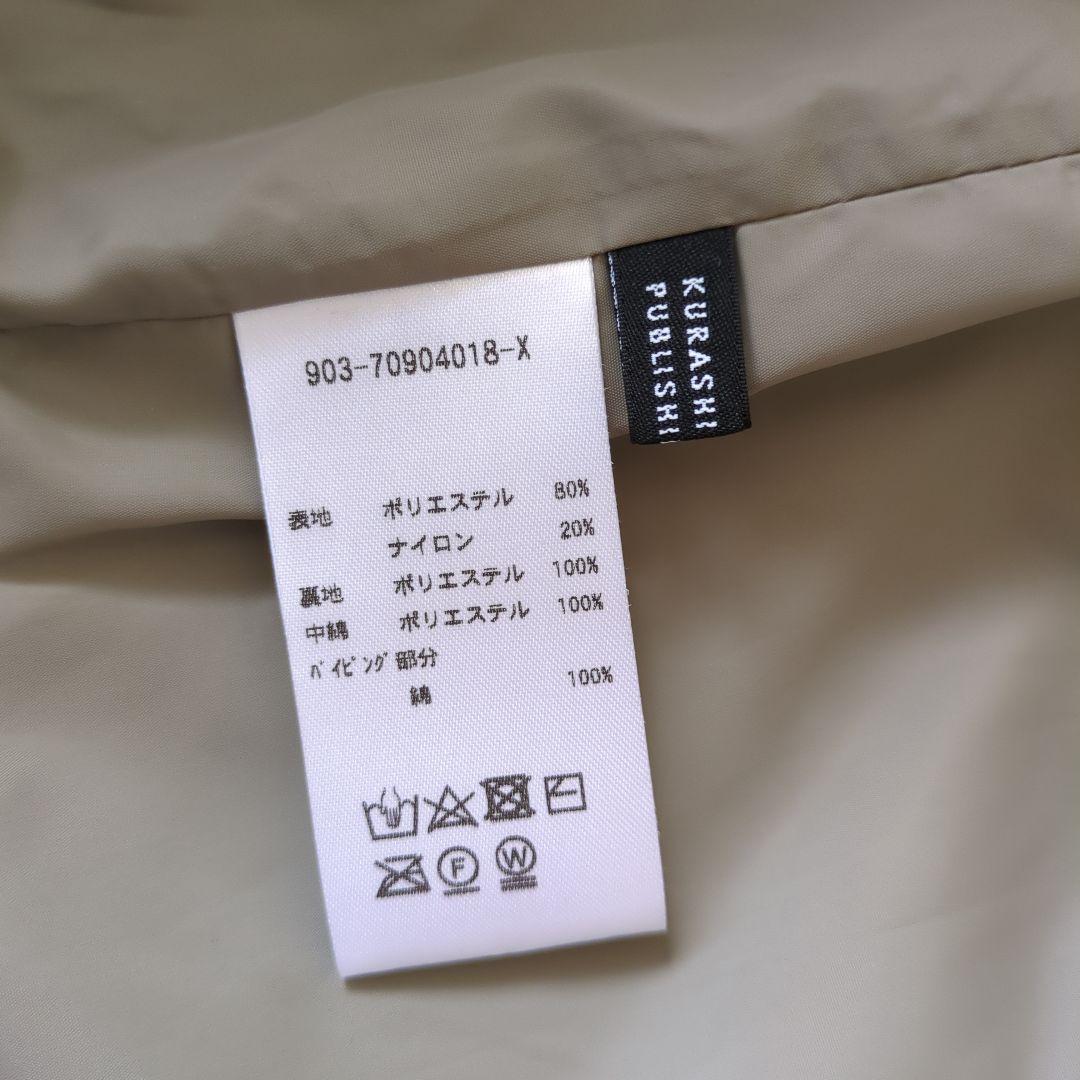 903-70904018-X
表地 ポリエステル 80%
ナイロン 20%
裏地 ポリエステル 100%
中綿 ポリエステル 100%
パイピング部分
綿 100%
F W
KURASHI
PUBLISHI